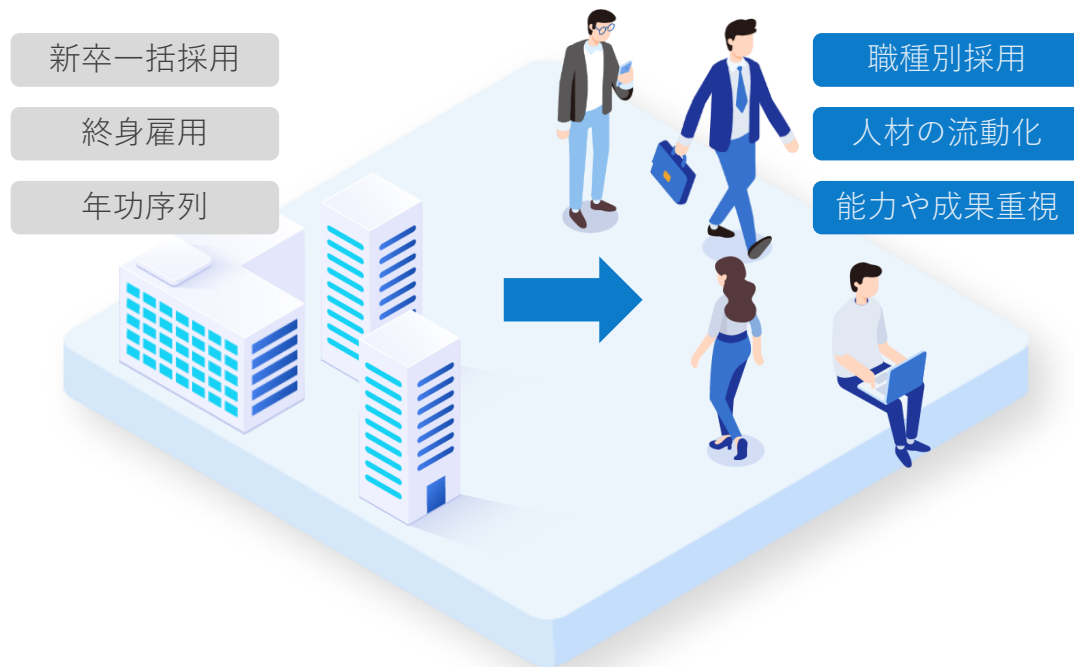 新卒一括採用
終身雇用
年功序列
職種別採用
人材の流動化
能力や成果重視